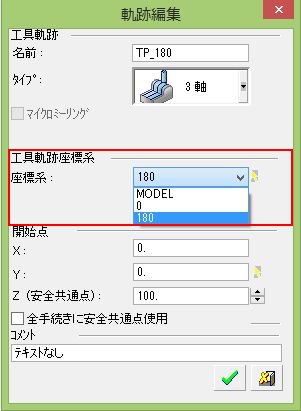 軌跡編集
工具軌跡
名前： TP_180
ﾀｲﾌﾟ： 3 軸
ﾏｲｸﾛﾐｰﾘﾝｸﾞ
工具軌跡座標系
座標系： 180
MODEL
0
180
開始点
X： 0.
Y： 0.
Z（安全共通点）： 100.
全手続きに安全共通点使用
ｺﾒﾝﾄ
ﾃｷｽﾄなし